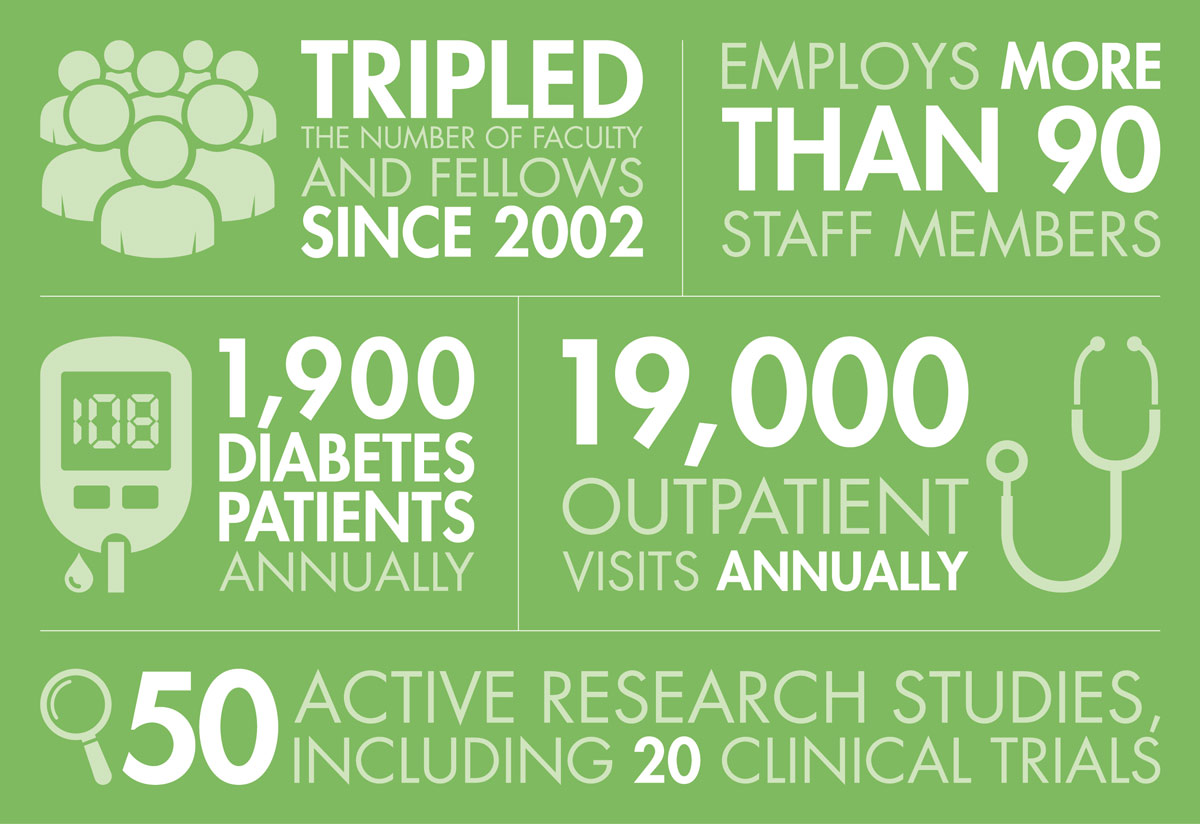 TRIPLED
THE NUMBER OF FACULTY
AND FELLOWS
SINCE 2002
EMPLOYS MORE
THAN 90
STAFF MEMBERS
108
1,900
DIABETES
PATIENTS
ANNUALLY
19,000
OUTPATIENT
VISITS ANNUALLY
50 ACTIVE RESEARCH STUDIES,
INCLUDING 20 CLINICAL TRIALS